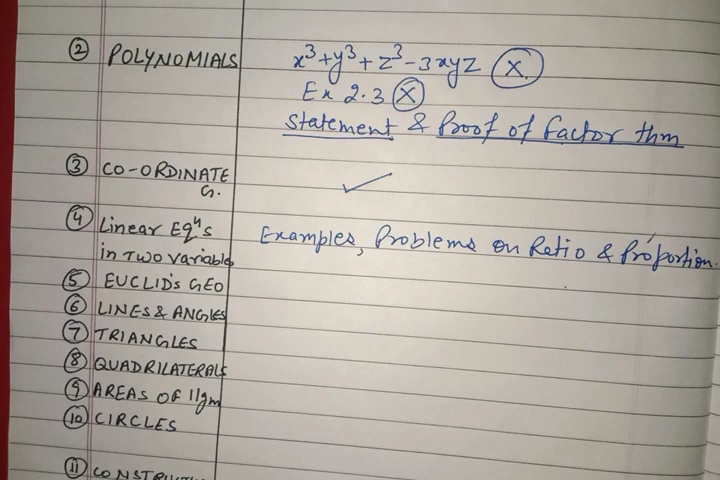 ② POLYNOMIALS x³+y³+z³-3xyz Ⓧ.
Ex 2.3 Ⓧ
Statement & Proof of Factor thm
③ CO-ORDINATE G. ✓
④ Linear Eqⁿs in Two variables Examples, Problems on Ratio & Proportion.
⑤ EUCLID's GEO
⑥ LINES & ANGLES
⑦ TRIANGLES
⑧ QUADRILATERALS
⑨ AREAS OF llgm
⑩ CIRCLES
⑪